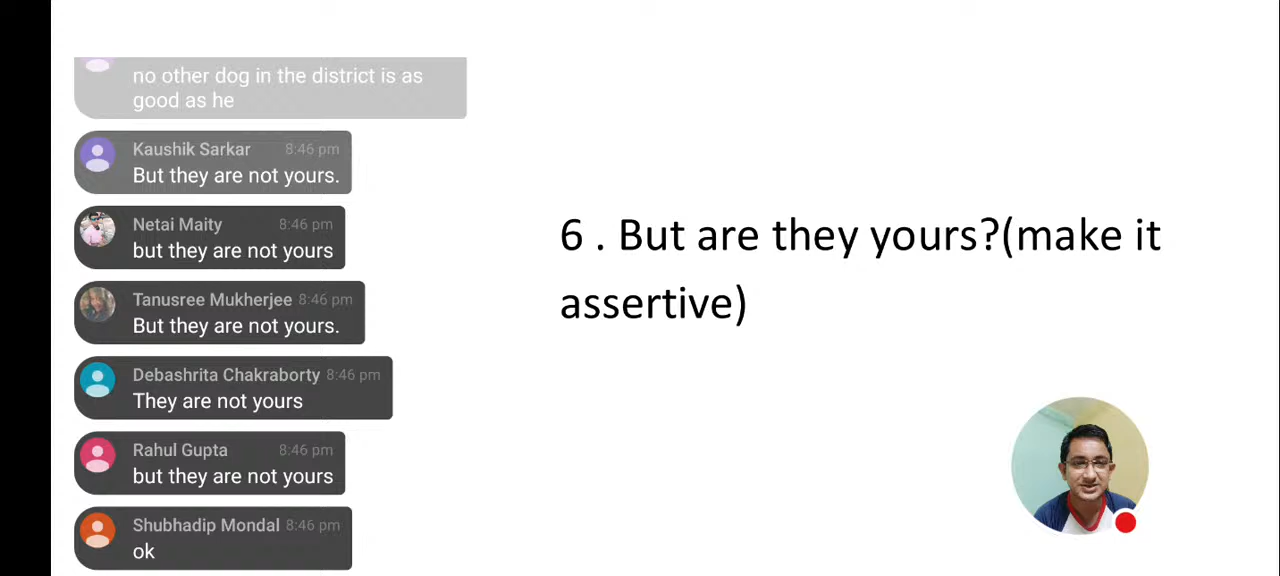 no other dog in the district is as
good as he
Kaushik Sarkar 8:46 pm
But they are not yours.
Netai Maity 8:46 pm
but they are not yours
Tanusree Mukherjee 8:46 pm
But they are not yours.
Debashrita Chakraborty 8:46 pm
They are not yours
Rahul Gupta 8:46 pm
but they are not yours
Shubhadip Mondal 8:46 pm
ok
6 . But are they yours?(make it
assertive)